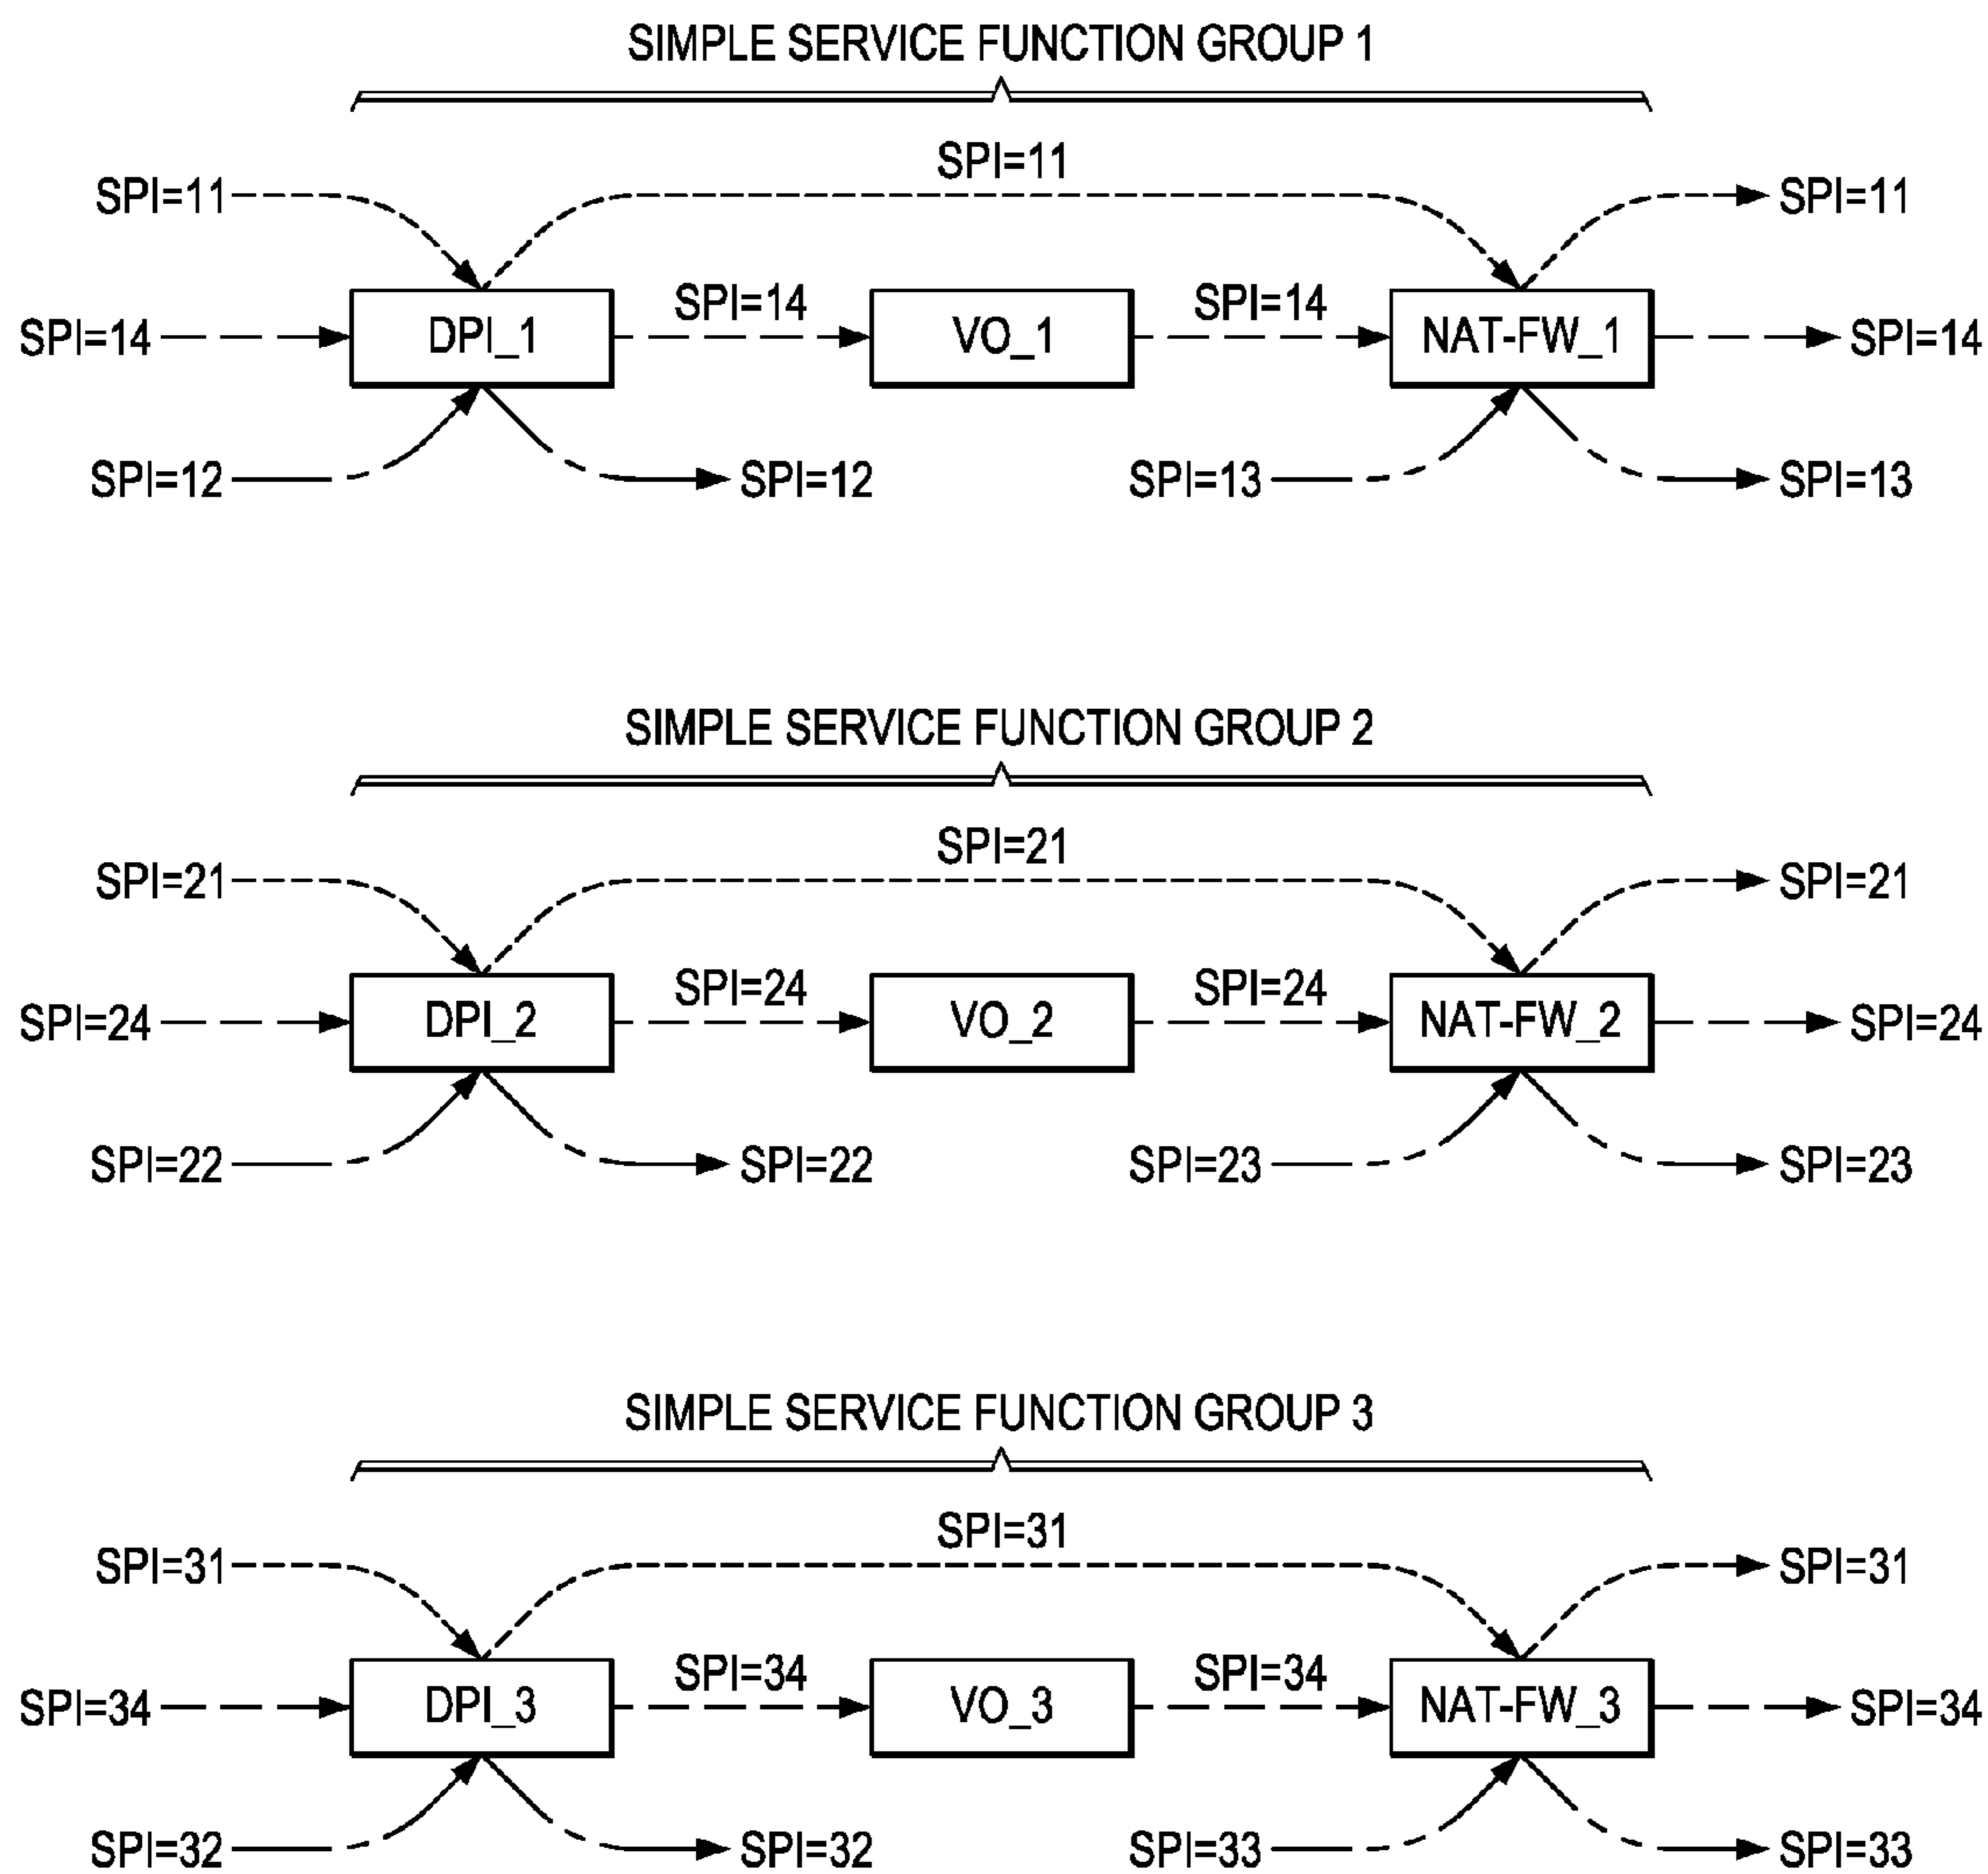 SIMPLE SERVICE FUNCTION GROUP 1
SPI=11
SPI=11
SPI=11
SPI=14
DPI_1
SPI=14
VO_1
SPI=14
NAT-FW_1
SPI=14
SPI=12
SPI=12
SPI=13
SPI=13
SIMPLE SERVICE FUNCTION GROUP 2
SPI=21
SPI=21
SPI=21
SPI=24
DPI_2
SPI=24
VO_2
SPI=24
NAT-FW_2
SPI=24
SPI=22
SPI=22
SPI=23
SPI=23
SIMPLE SERVICE FUNCTION GROUP 3
SPI=31
SPI=31
SPI=31
SPI=34
DPI_3
SPI=34
VO_3
SPI=34
NAT-FW_3
SPI=34
SPI=32
SPI=32
SPI=33
SPI=33